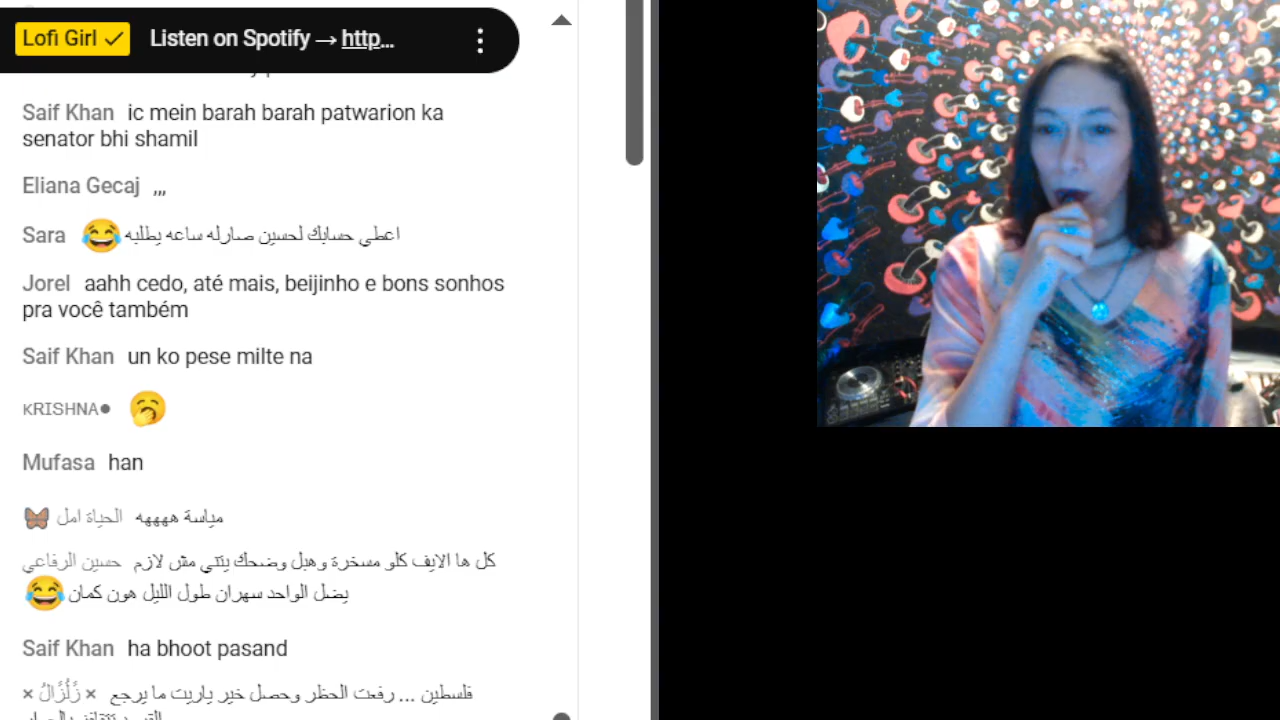 Lofi Girl ✓ Listen on Spotify → http...
Saif Khan ic mein barah barah patwarion ka
senator bhi shamil
Eliana Gecaj ,,,
Sara 😂 اعطي حسابك لحسين صارله ساعه يطلبه
Jorel aahh cedo, até mais, beijinho e bons sonhos
pra você também
Saif Khan un ko pese milte na
ᴋRISHNA● 🥱
Mufasa han
الحياة امل مياسة ههههه
حسين الرفاعي كل ها الايف كلو مسخرة وهبل وضحك يتتي مش لازم
يضل الواحد سهران طول الليل هون كمان 😂
Saif Khan ha bhoot pasand
× زُلْزَالُ × فلسطين ... رفعت الحظر وحصل خير ياريت ما يرجع